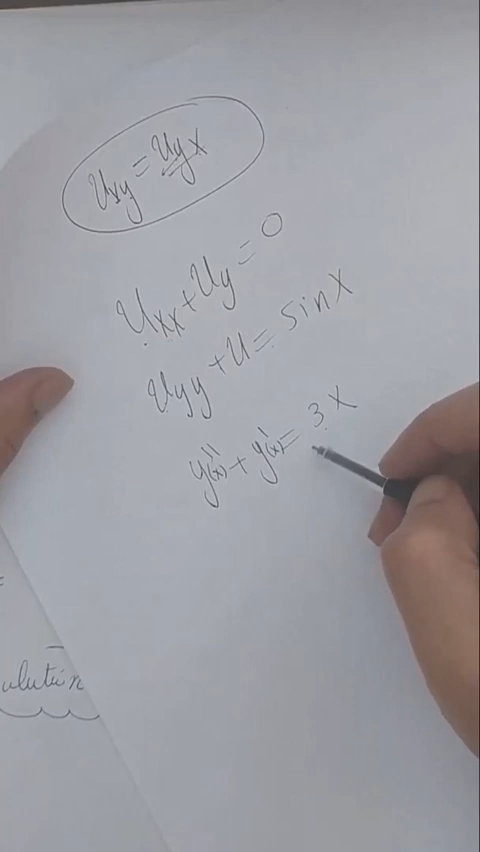 Uxy = Uyx
Uxx + Uy = 0
Uyy + U = sin x
y''(x) + y'(x) = 3x